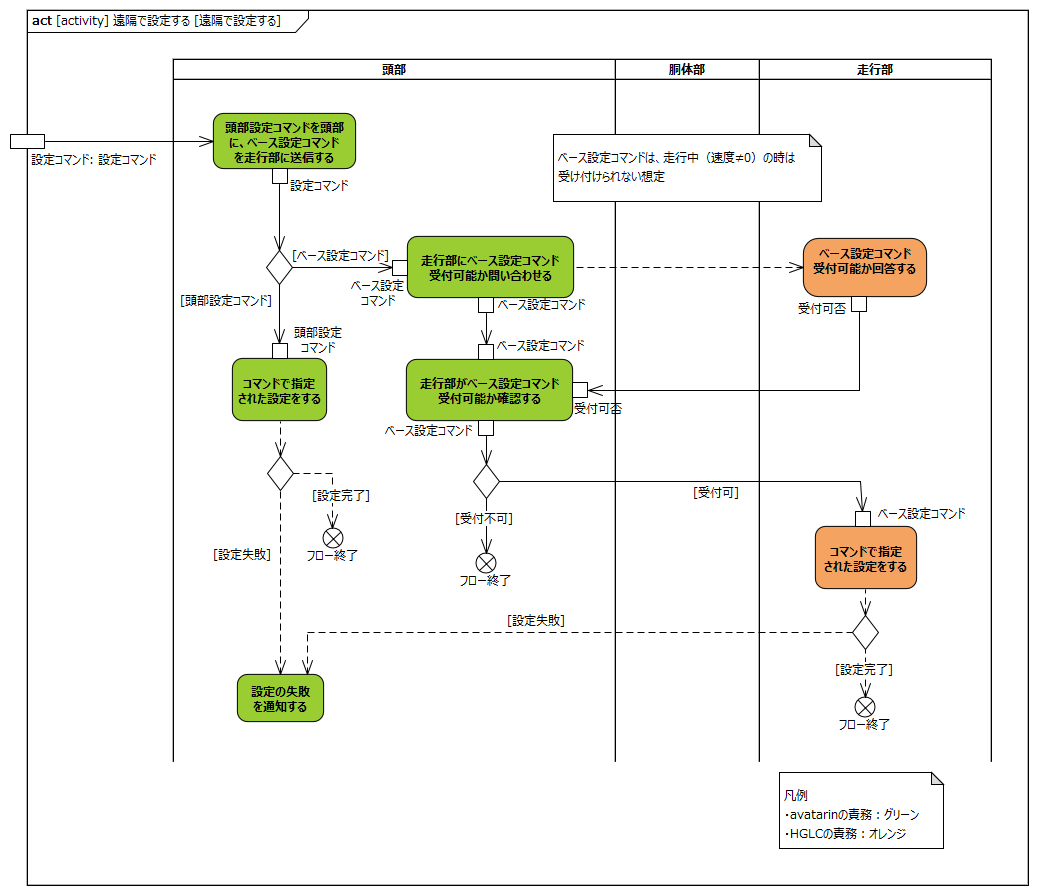 act [activity] 遠隔で設定する [遠隔で設定する]
頭部
胴体部
走行部
頭部設定コマンドを頭部
に、ベース設定コマンド
を走行部に送信する
設定コマンド: 設定コマンド
設定コマンド
ベース設定コマンドは、走行中（速度≠0）の時は
受け付けられない想定
[ベース設定コマンド]
走行部にベース設定コマンド
受付可能か問い合わせる
ベース設定コマンド
受付可能か回答する
ベース設定
コマンド
[頭部設定コマンド]
ベース設定コマンド
受付可否
頭部設定
コマンド
ベース設定コマンド
コマンドで指定
された設定をする
走行部がベース設定コマンド
受付可能か確認する
受付可否
ベース設定コマンド
[設定完了]
[受付可]
[受付不可]
ベース設定コマンド
[設定失敗]
フロー終了
フロー終了
コマンドで指定
された設定をする
[設定失敗]
[設定完了]
設定の失敗
を通知する
フロー終了
凡例
・avatarinの責務：グリーン
・HGLCの責務：オレンジ